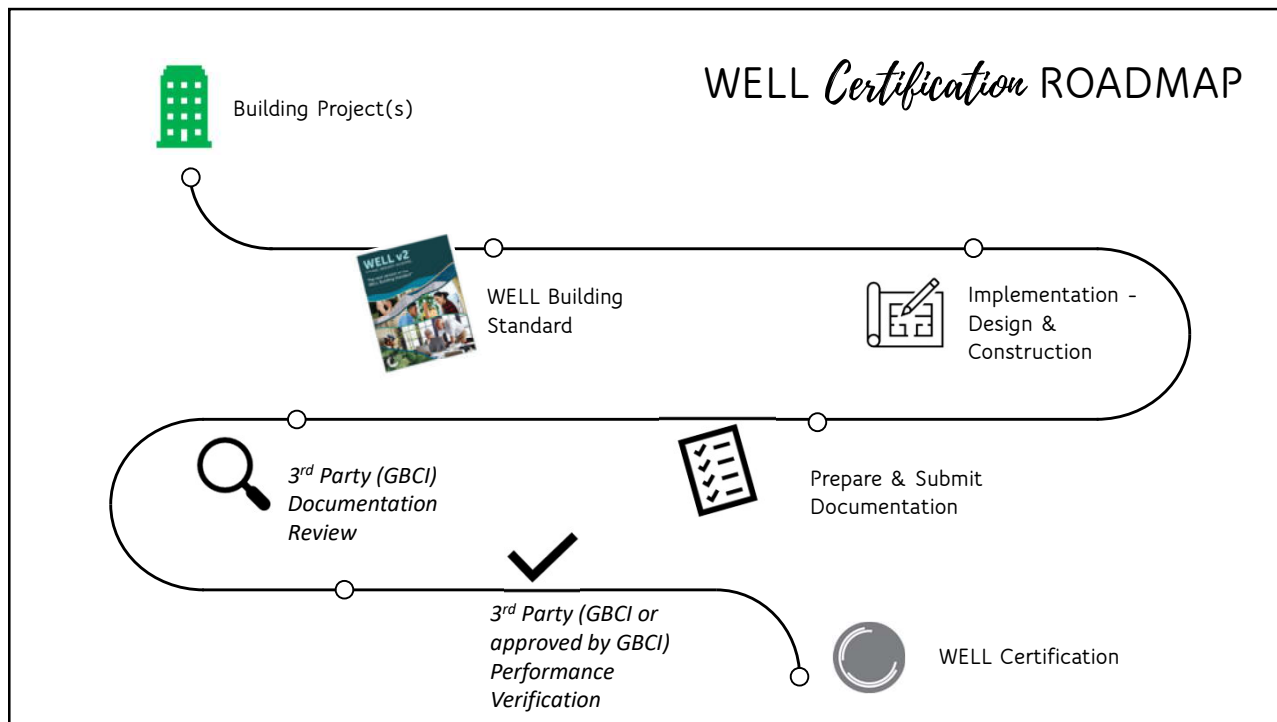 WELL Certification ROADMAP
Building Project(s)
WELL v2
WELL Building
Standard
Implementation -
Design &
Construction
3rd Party (GBCI)
Documentation
Review
Prepare & Submit
Documentation
3rd Party (GBCI or
approved by GBCI)
Performance
Verification
WELL Certification